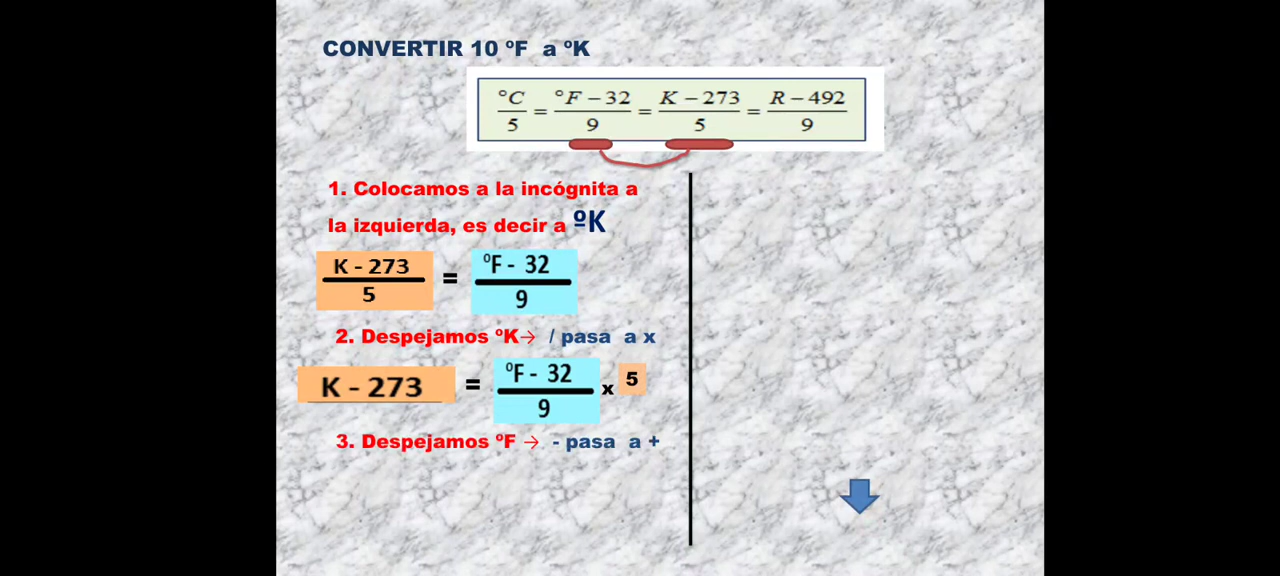 CONVERTIR 10 ºF a ºK
°C/5 = °F – 32/9 = K – 273/5 = R – 492/9
1. Colocamos a la incógnita a
la izquierda, es decir a ºK
K - 273/5 = ºF - 32/9
2. Despejamos ºK→ / pasa a x
K - 273 = ºF - 32/9 x 5
3. Despejamos ºF → - pasa a +